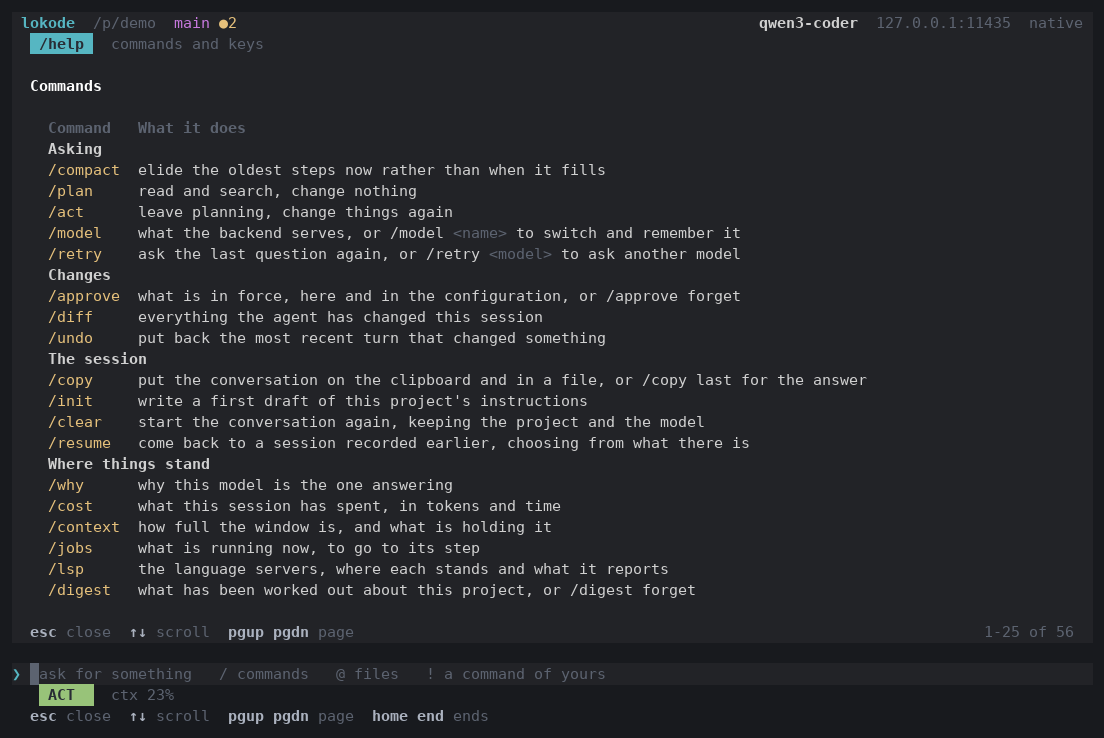 lokode  /p/demo  main ●2  qwen3-coder  127.0.0.1:11435  native
/help  commands and keys
Commands
Command  What it does
Asking
/compact  elide the oldest steps now rather than when it fills
/plan  read and search, change nothing
/act  leave planning, change things again
/model  what the backend serves, or /model <name> to switch and remember it
/retry  ask the last question again, or /retry <model> to ask another model
Changes
/approve  what is in force, here and in the configuration, or /approve forget
/diff  everything the agent has changed this session
/undo  put back the most recent turn that changed something
The session
/copy  put the conversation on the clipboard and in a file, or /copy last for the answer
/init  write a first draft of this project's instructions
/clear  start the conversation again, keeping the project and the model
/resume  come back to a session recorded earlier, choosing from what there is
Where things stand
/why  why this model is the one answering
/cost  what this session has spent, in tokens and time
/context  how full the window is, and what is holding it
/jobs  what is running now, to go to its step
/lsp  the language servers, where each stands and what it reports
/digest  what has been worked out about this project, or /digest forget
esc close  ↑↓ scroll  pgup pgdn page  1-25 of 56
❯ ask for something  / commands  @ files  ! a command of yours
ACT  ctx 23%
esc close  ↑↓ scroll  pgup pgdn page  home end ends